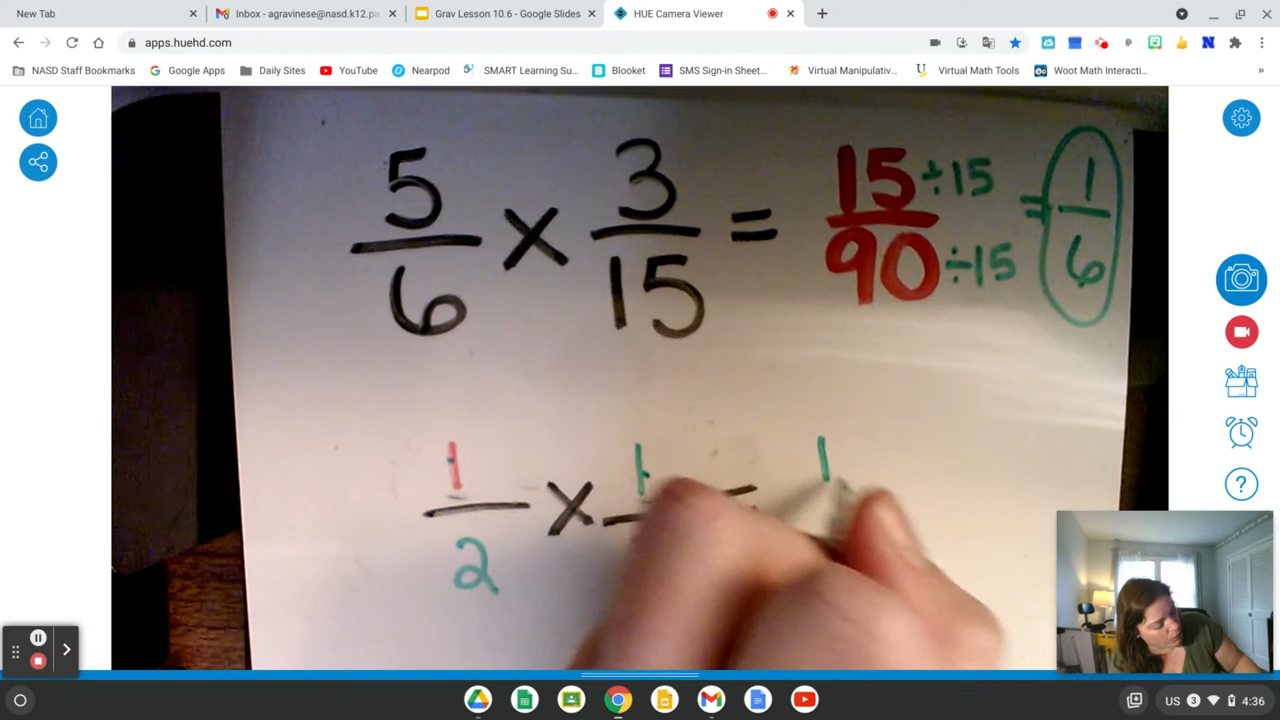 New Tab
Inbox - agravinese@nasd.k12.pa
Grav Lesson 10.6 - Google Slides
HUE Camera Viewer
apps.huehd.com
NASD Staff Bookmarks
Google Apps
Daily Sites
YouTube
Nearpod
SMART Learning Su...
Blooket
SMS Sign-in Sheet...
Virtual Manipulativ...
Virtual Math Tools
Woot Math Interacti...
»
5/6 x 3/15 = 15/90 ÷15 ÷15 = 1/6
1/2 x 1 1
US 3 4:36